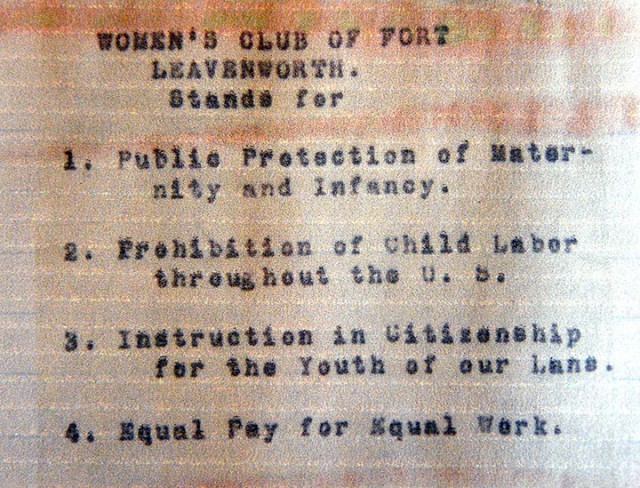 WOMEN'S CLUB OF FORT
LEAVENWORTH.
Stands for
1. Public Protection of Mater-
nity and Infancy.
2. Prohibition of Child Labor
throughout the U. S.
3. Instruction in Citizenship
for the Youth of our Lans.
4. Equal Pay for Equal Work.